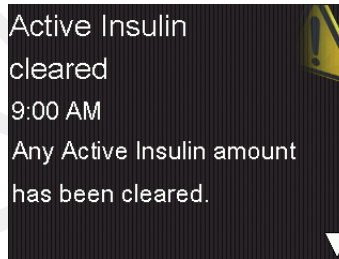 Active Insulin
cleared
9:00 AM
Any Active Insulin amount
has been cleared.